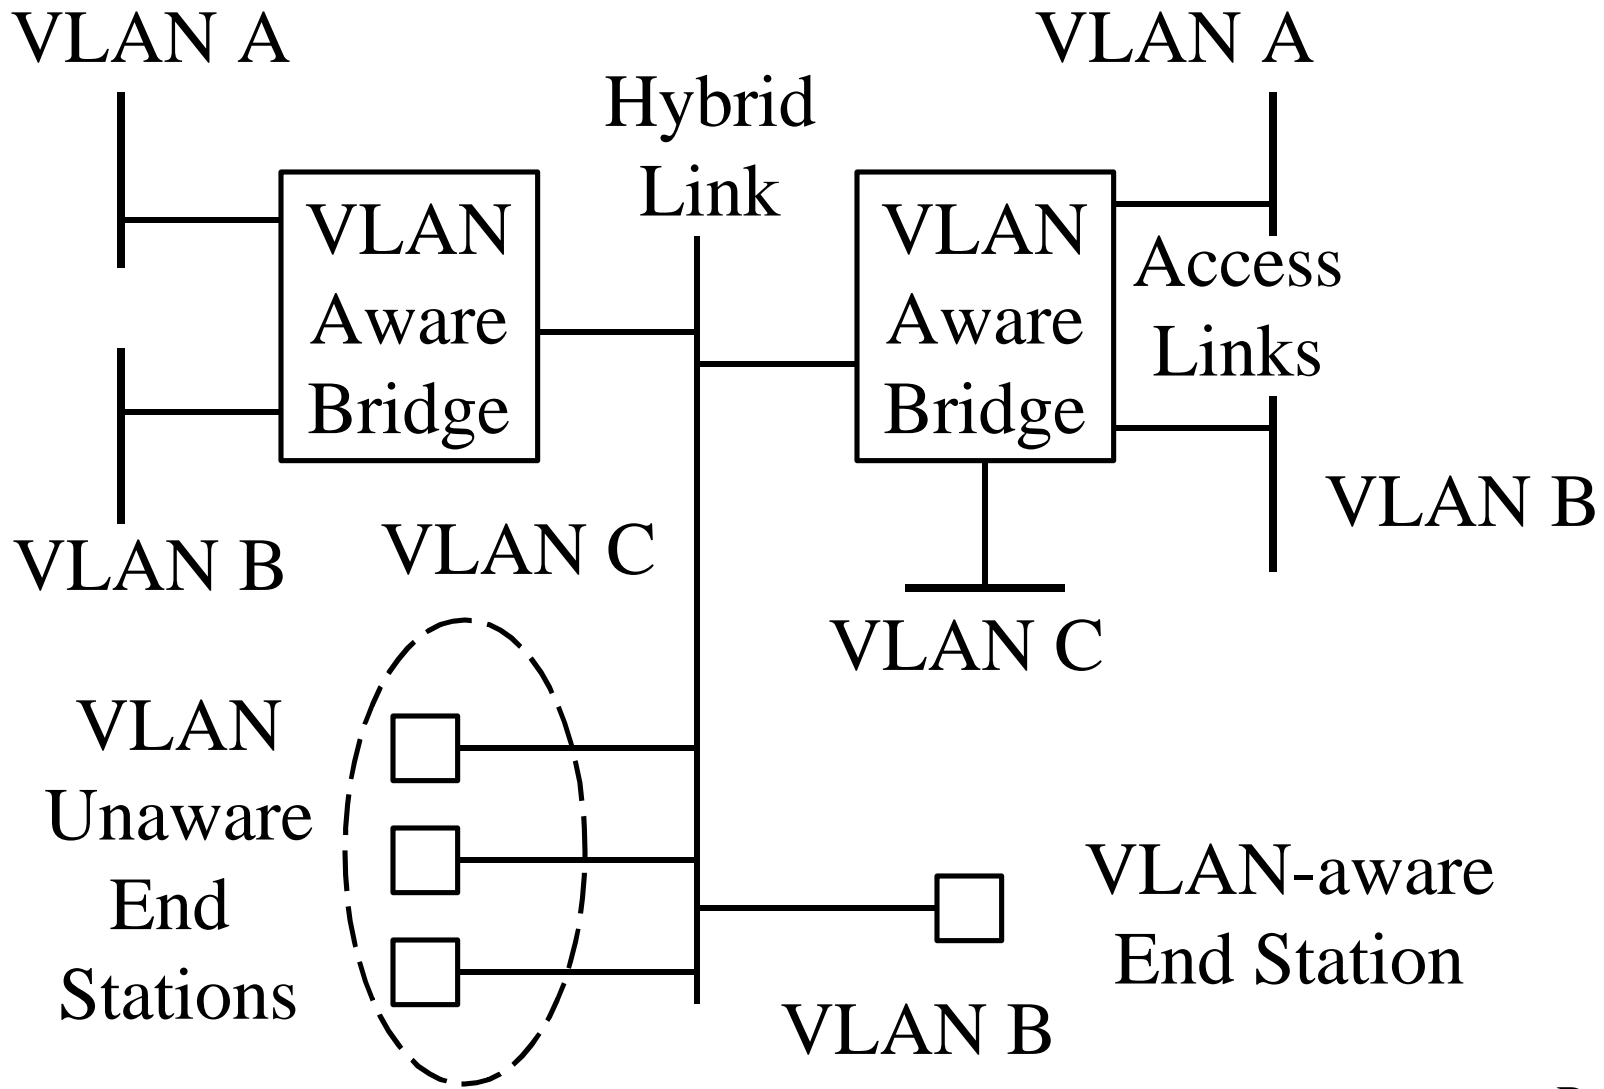 VLAN A
VLAN A
Hybrid
Link
VLAN
Aware
Bridge
VLAN
Aware
Bridge
Access
Links
VLAN B
VLAN B
VLAN C
VLAN C
VLAN
Unaware
End
Stations
VLAN-aware
End Station
VLAN B